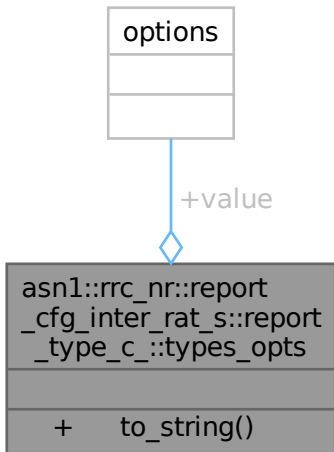 options
+value
asn1::rrc_nr::report
_cfg_inter_rat_s::report
_type_c_::types_opts
+ to_string()